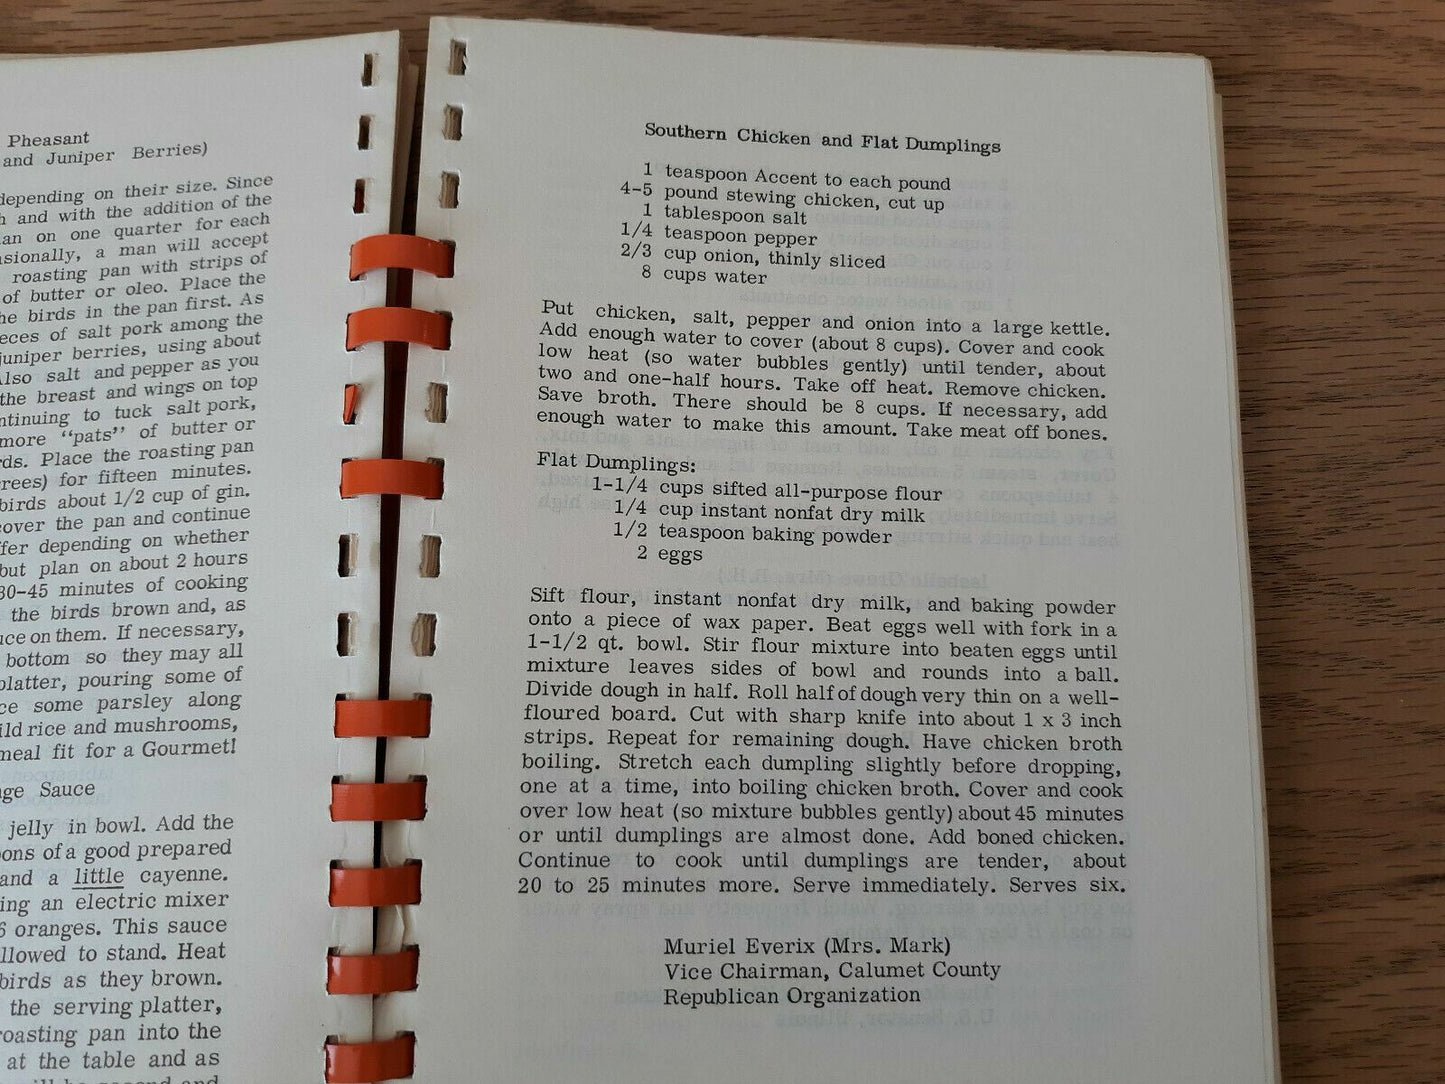 Pheasant
and Juniper Berries)
depending on their size. Since
and with the addition of the
on one quarter for each
a man will accept
roasting pan with strips of
of butter or oleo. Place the
birds in the pan first. As
of salt pork among the
juniper berries, using about
salt and pepper as you
the breast and wings on top
to tuck salt pork,
more “pats” of butter or
Place the roasting pan
for fifteen minutes.
birds about 1/2 cup of gin.
the pan and continue
depending on whether
but plan on about 2 hours
30-45 minutes of cooking
the birds brown and, as
on them. If necessary,
bottom so they may all
platter, pouring some of
some parsley along
rice and mushrooms,
meal fit for a Gourmet!
Sauce
jelly in bowl. Add the
of a good prepared
and a little cayenne.
an electric mixer
6 oranges. This sauce
to stand. Heat
birds as they brown.
the serving platter,
roasting pan into the
at the table and as
Southern Chicken and Flat Dumplings
1 teaspoon Accent to each pound
4-5 pound stewing chicken, cut up
1 tablespoon salt
1/4 teaspoon pepper
2/3 cup onion, thinly sliced
8 cups water
Put chicken, salt, pepper and onion into a large kettle.
Add enough water to cover (about 8 cups). Cover and cook
low heat (so water bubbles gently) until tender, about
two and one-half hours. Take off heat. Remove chicken.
Save broth. There should be 8 cups. If necessary, add
enough water to make this amount. Take meat off bones.
Flat Dumplings:
1-1/4 cups sifted all-purpose flour
1/4 cup instant nonfat dry milk
1/2 teaspoon baking powder
2 eggs
Sift flour, instant nonfat dry milk, and baking powder
onto a piece of wax paper. Beat eggs well with fork in a
1-1/2 qt. bowl. Stir flour mixture into beaten eggs until
mixture leaves sides of bowl and rounds into a ball.
Divide dough in half. Roll half of dough very thin on a well-
floured board. Cut with sharp knife into about 1 x 3 inch
strips. Repeat for remaining dough. Have chicken broth
boiling. Stretch each dumpling slightly before dropping,
one at a time, into boiling chicken broth. Cover and cook
over low heat (so mixture bubbles gently) about 45 minutes
or until dumplings are almost done. Add boned chicken.
Continue to cook until dumplings are tender, about
20 to 25 minutes more. Serve immediately. Serves six.
Muriel Everix (Mrs. Mark)
Vice Chairman, Calumet County
Republican Organization